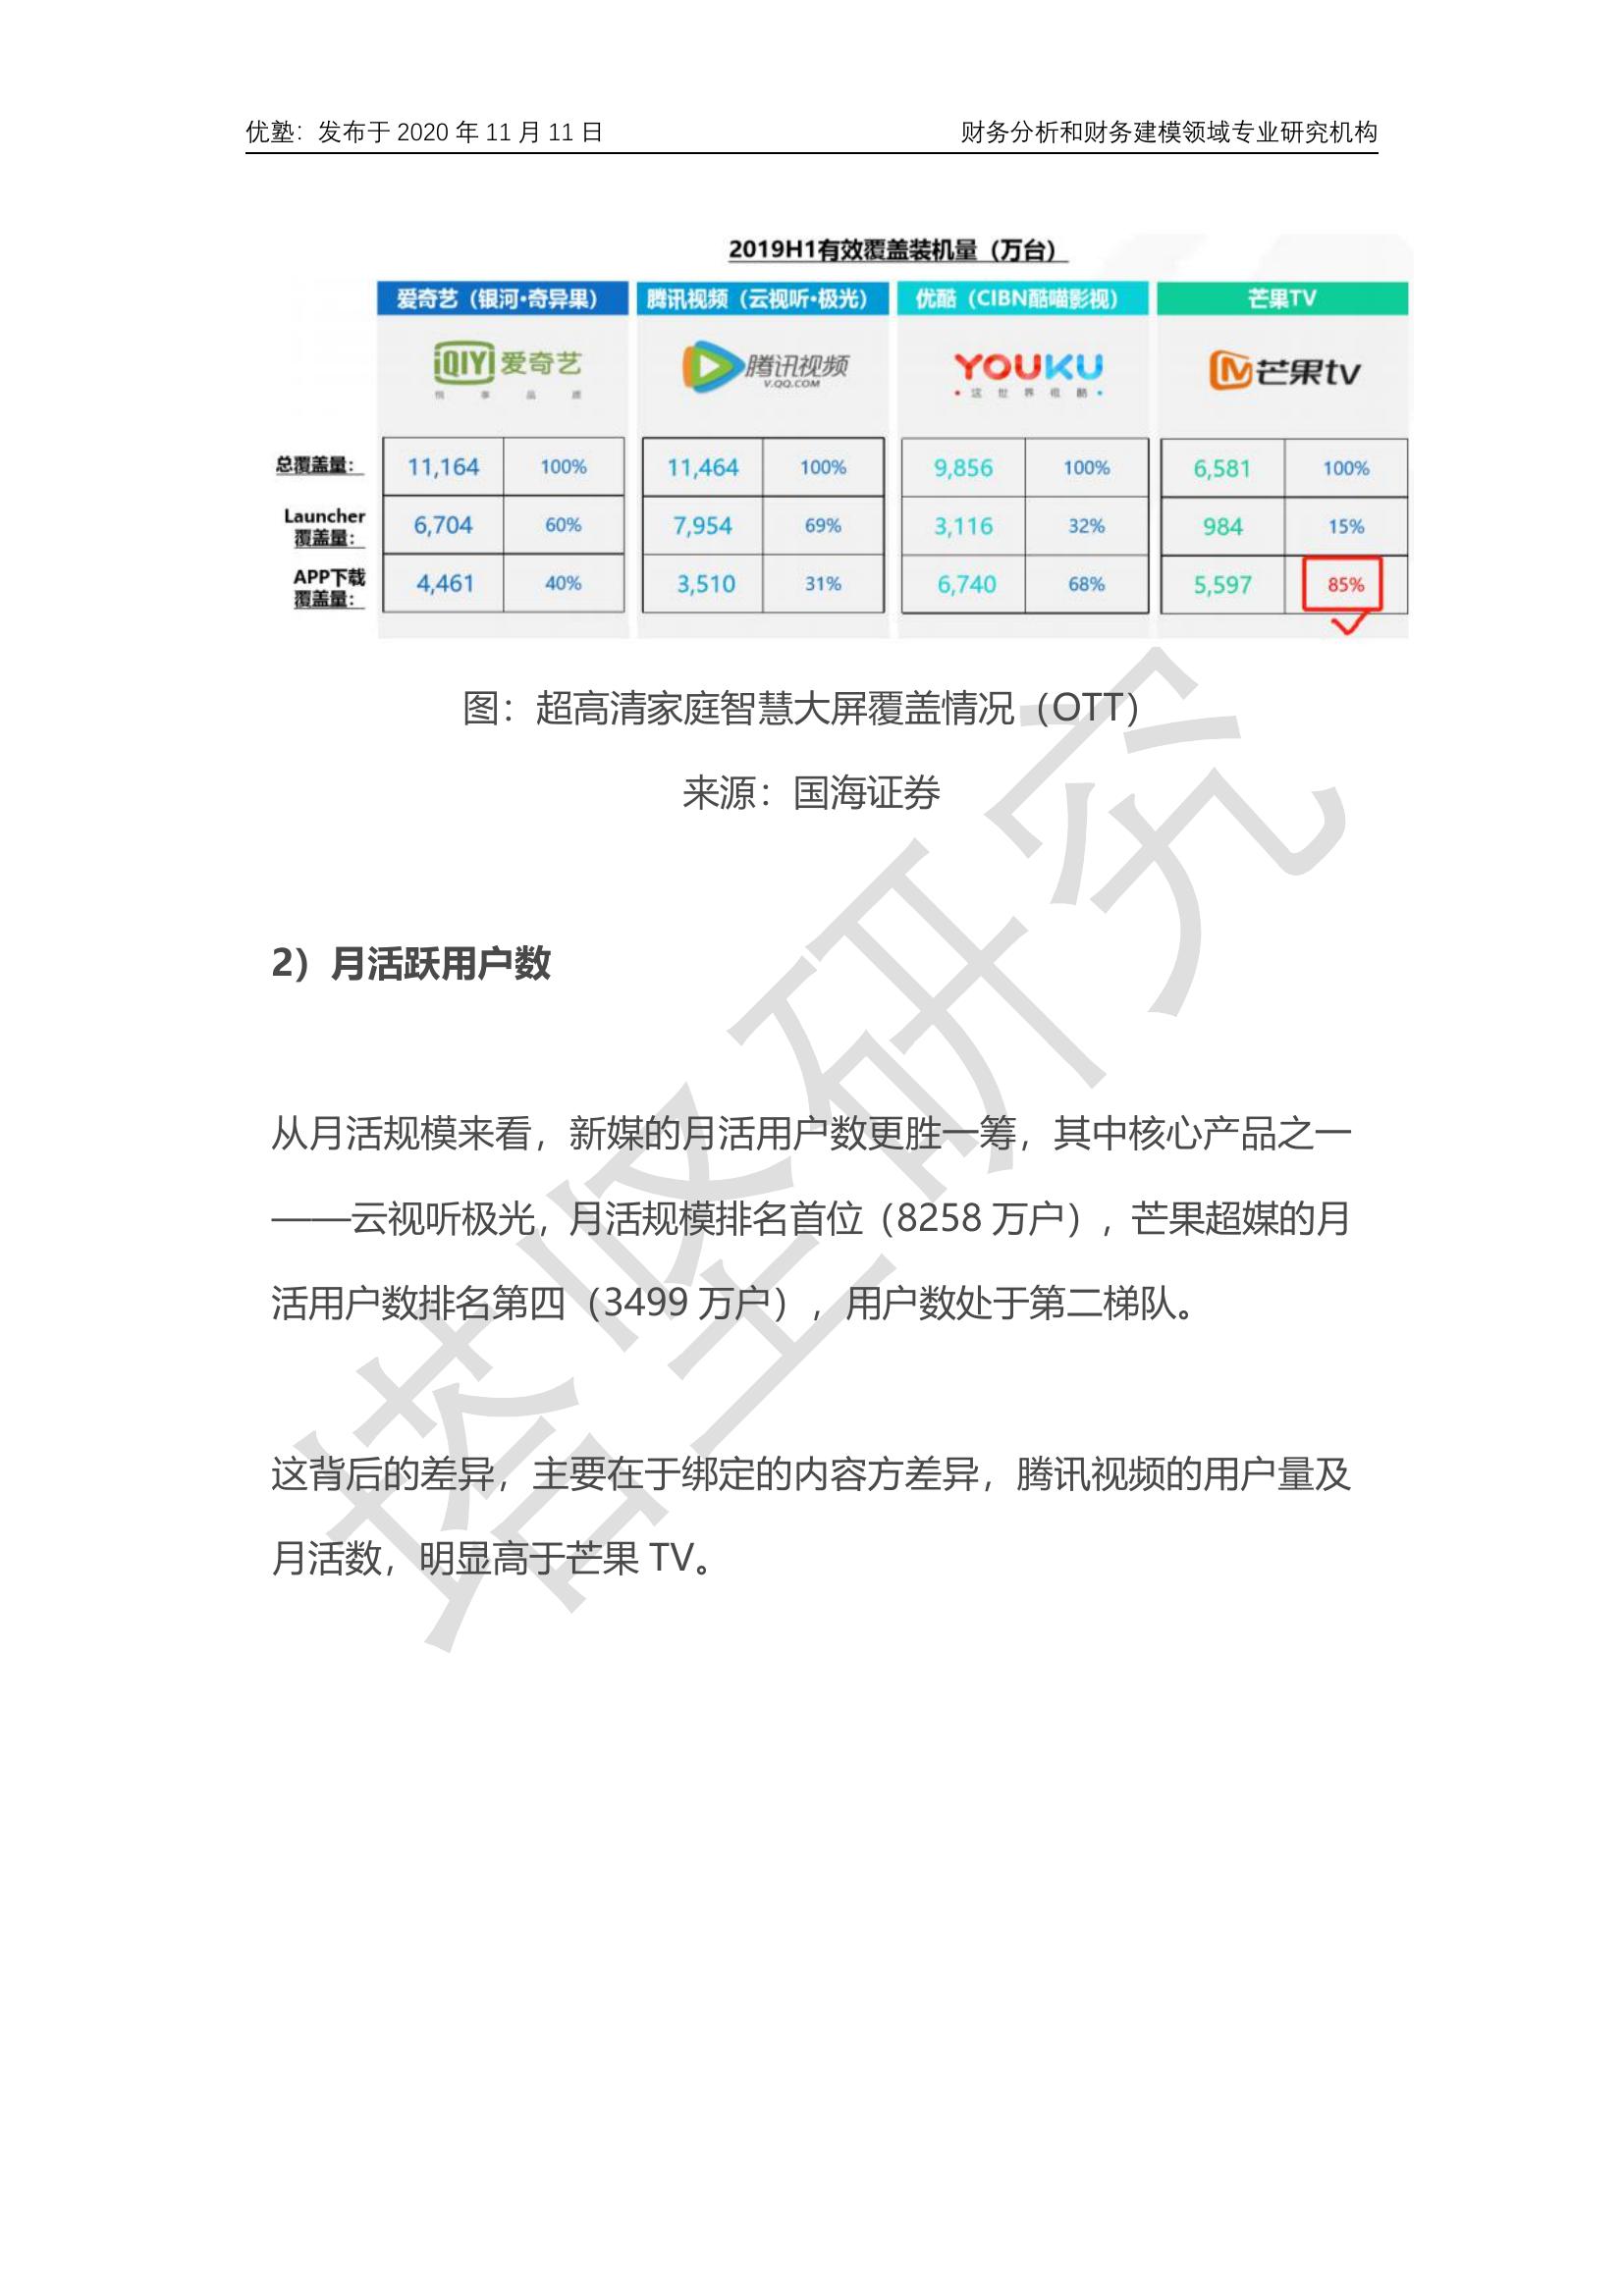 优塾：发布于 2020 年 11 月 11 日 财务分析和财务建模领域专业研究机构
2019H1有效覆盖装机量（万台）
爱奇艺（银河·奇异果） 腾讯视频（云视听·极光） 优酷（CIBN酷喵影视） 芒果TV
iQIYI 爱奇艺 腾讯视频 YOUKU 芒果tv
悦享品质 V.QQ.COM 这世界很酷
总覆盖量： 11,164 100% 11,464 100% 9,856 100% 6,581 100%
Launcher
覆盖量： 6,704 60% 7,954 69% 3,116 32% 984 15%
APP下载
覆盖量： 4,461 40% 3,510 31% 6,740 68% 5,597 85%
图：超高清家庭智慧大屏覆盖情况（OTT）
来源：国海证券
2）月活跃用户数
从月活规模来看，新媒的月活用户数更胜一筹，其中核心产品之一
——云视听极光，月活规模排名首位（8258 万户），芒果超媒的月
活用户数排名第四（3499 万户），用户数处于第二梯队。
这背后的差异，主要在于绑定的内容方差异，腾讯视频的用户量及
月活数，明显高于芒果 TV。
塔坚研究